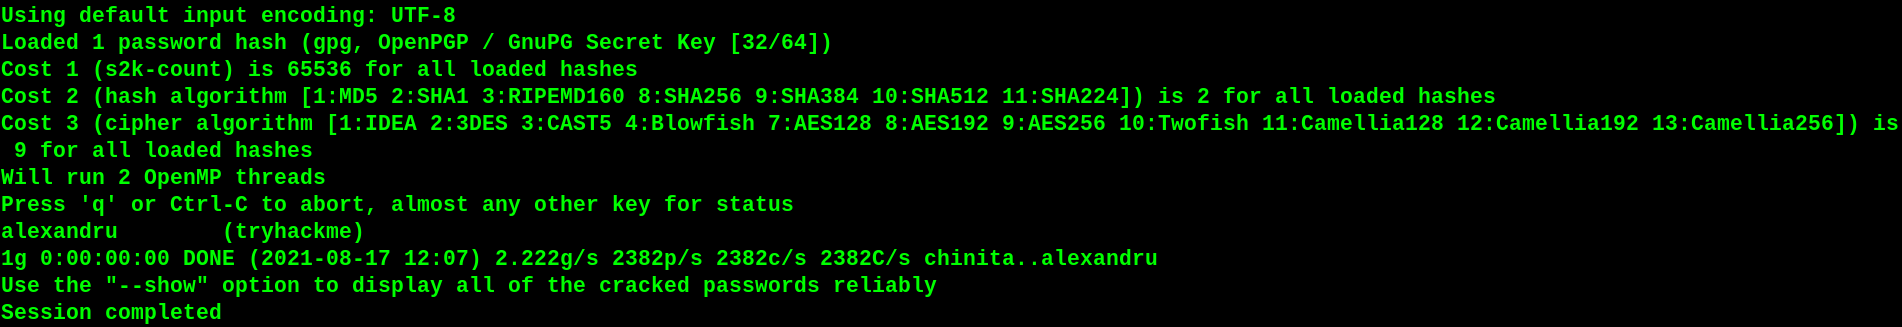 Using default input encoding: UTF-8
Loaded 1 password hash (gpg, OpenPGP / GnuPG Secret Key [32/64])
Cost 1 (s2k-count) is 65536 for all loaded hashes
Cost 2 (hash algorithm [1:MD5 2:SHA1 3:RIPEMD160 8:SHA256 9:SHA384 10:SHA512 11:SHA224]) is 2 for all loaded hashes
Cost 3 (cipher algorithm [1:IDEA 2:3DES 3:CAST5 4:Blowfish 7:AES128 8:AES192 9:AES256 10:Twofish 11:Camellia128 12:Camellia192 13:Camellia256]) is
 9 for all loaded hashes
Will run 2 OpenMP threads
Press 'q' or Ctrl-C to abort, almost any other key for status
alexandru        (tryhackme)
1g 0:00:00:00 DONE (2021-08-17 12:07) 2.222g/s 2382p/s 2382c/s 2382C/s chinita..alexandru
Use the "--show" option to display all of the cracked passwords reliably
Session completed